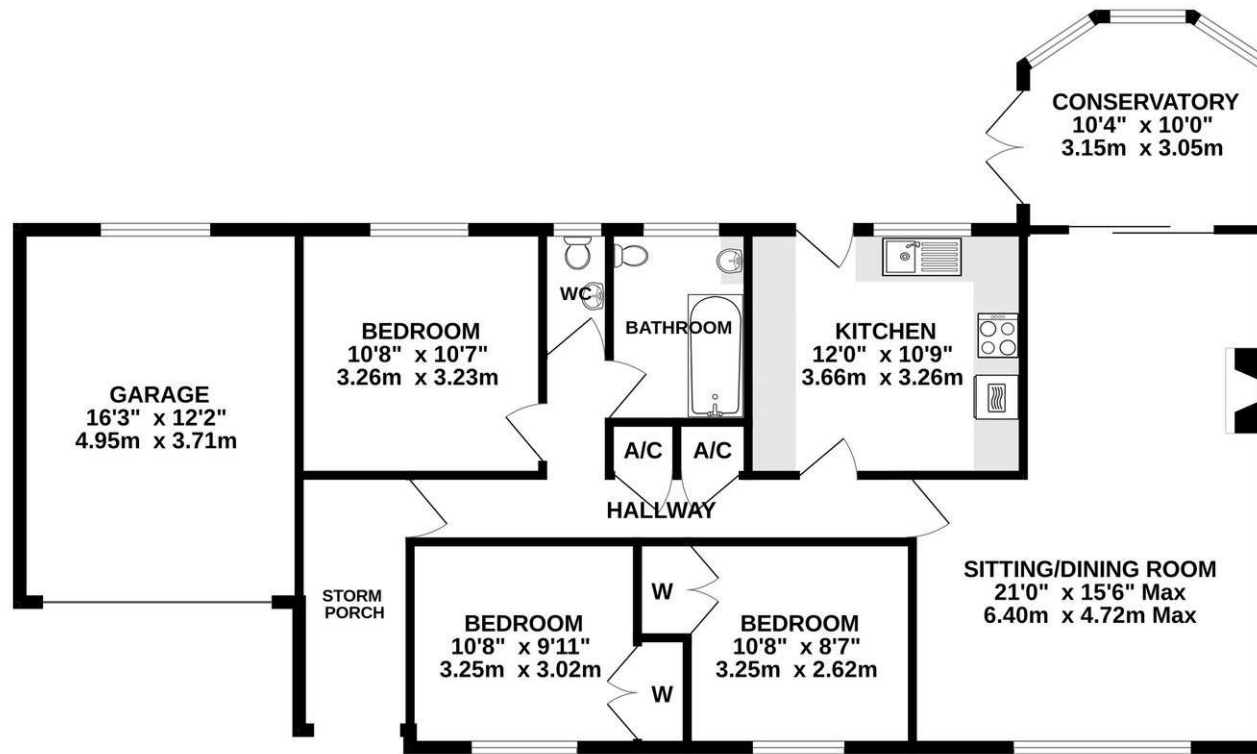 CONSERVATORY
10'4" x 10'0"
3.15m x 3.05m
GARAGE
16'3" x 12'2"
4.95m x 3.71m
BEDROOM
10'8" x 10'7"
3.26m x 3.23m
WC
BATHROOM
KITCHEN
12'0" x 10'9"
3.66m x 3.26m
A/C
A/C
HALLWAY
STORM
PORCH
BEDROOM
10'8" x 9'11"
3.25m x 3.02m
W
W
BEDROOM
10'8" x 8'7"
3.25m x 2.62m
SITTING/DINING ROOM
21'0" x 15'6" Max
6.40m x 4.72m Max